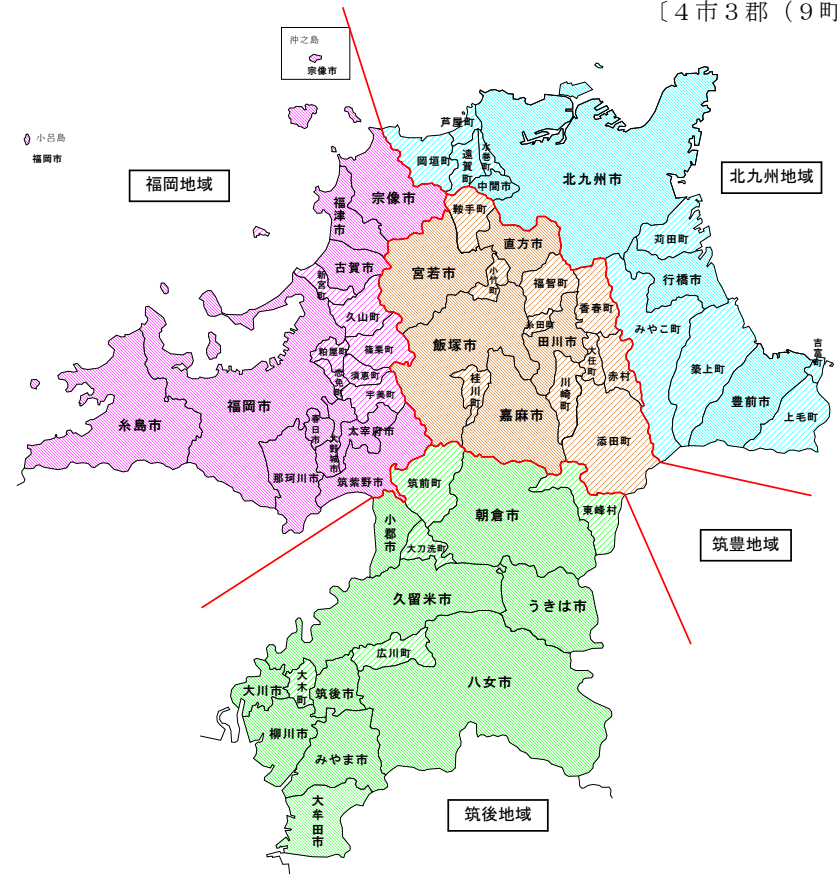 〔4市3郡（9町
沖之島
宗像市
小呂島
福岡市
福岡地域
北九州地域
芦屋町
岡垣町
遠賀町
水巻町
中間市
北九州市
宗像市
福津市
鞍手町
直方市
苅田町
古賀市
新宮町
宮若市
小竹町
福智町
香春町
行橋市
久山町
糸田町
みやこ町
粕屋町
篠栗町
飯塚市
田川市
大任町
赤村
築上町
吉富町
須恵町
志免町
宇美町
桂川町
川崎町
豊前市
上毛町
糸島市
福岡市
春日市
大野城市
太宰府市
嘉麻市
添田町
那珂川市
筑紫野市
筑前町
朝倉市
東峰村
小郡市
大刀洗町
筑豊地域
久留米市
うきは市
広川町
大川市
大木町
筑後市
八女市
柳川市
みやま市
大牟田市
筑後地域